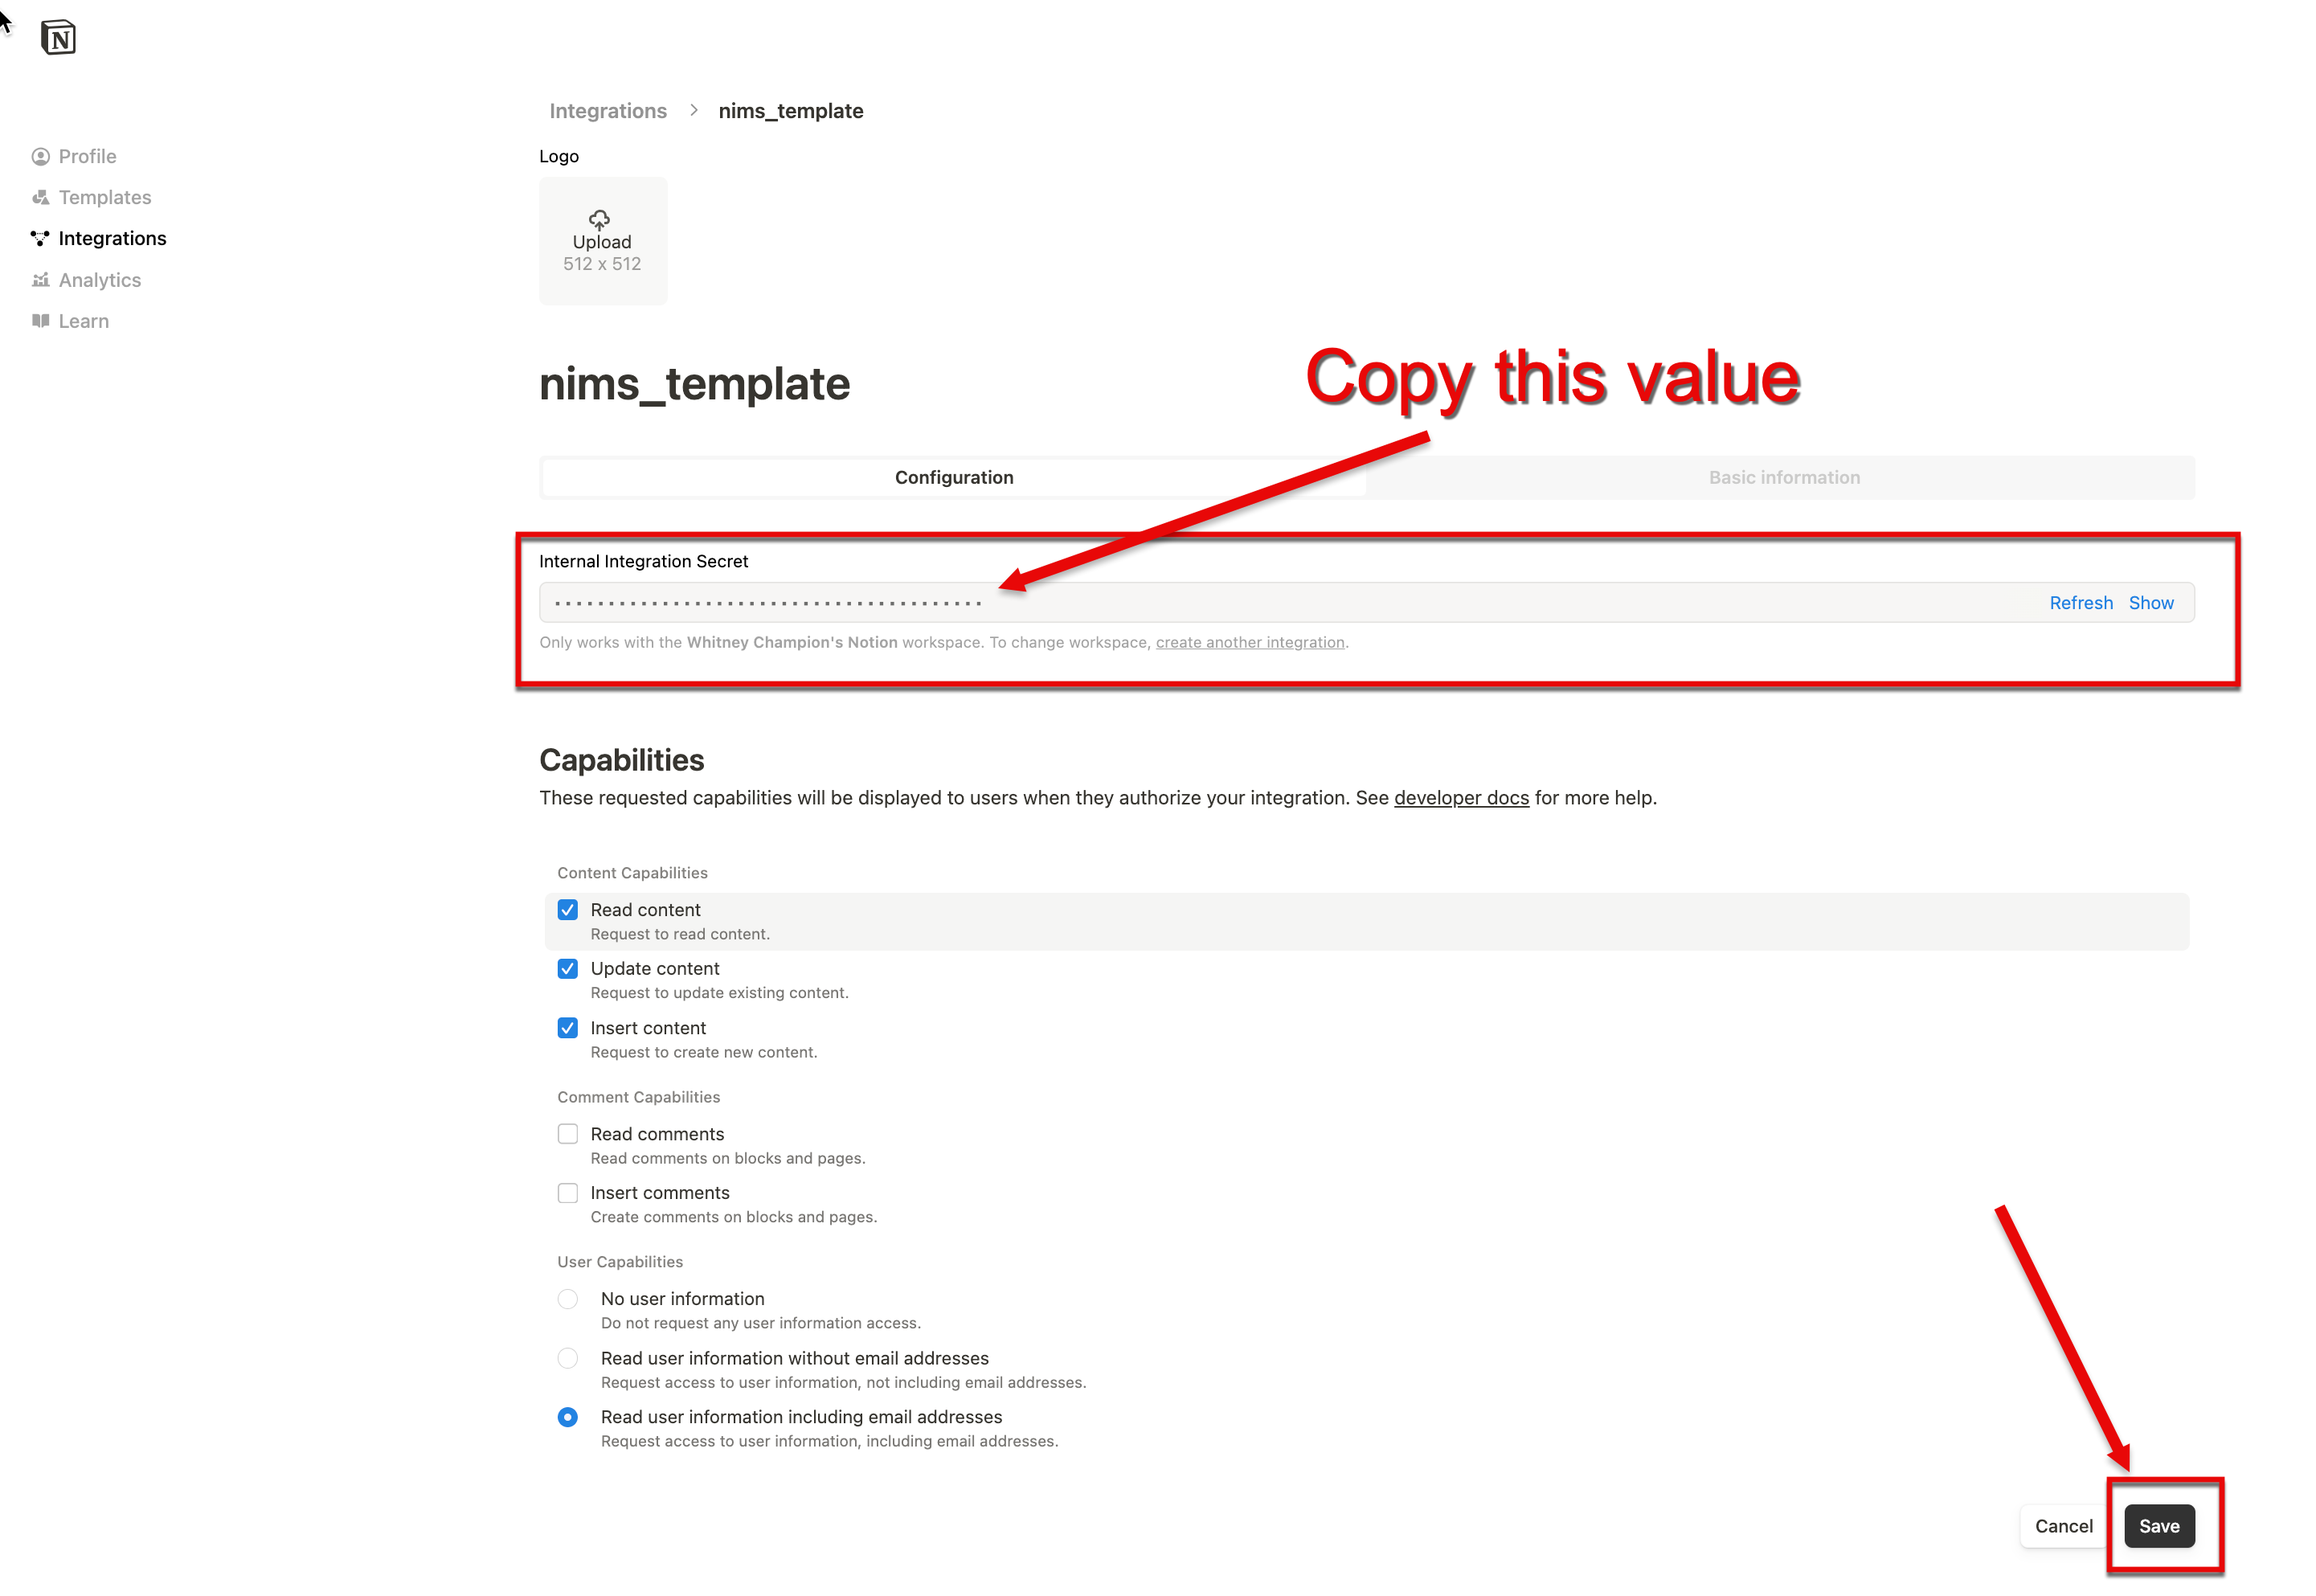 N
Integrations > nims_template
Profile
Templates
Integrations
Analytics
Learn
Logo
Upload
512 x 512
nims_template
Copy this value
Configuration
Basic information
Internal Integration Secret
Refresh Show
Only works with the Whitney Champion's Notion workspace. To change workspace, create another integration.
Capabilities
These requested capabilities will be displayed to users when they authorize your integration. See developer docs for more help.
Content Capabilities
Read content
Request to read content.
Update content
Request to update existing content.
Insert content
Request to create new content.
Comment Capabilities
Read comments
Read comments on blocks and pages.
Insert comments
Create comments on blocks and pages.
User Capabilities
No user information
Do not request any user information access.
Read user information without email addresses
Request access to user information, not including email addresses.
Read user information including email addresses
Request access to user information, including email addresses.
Cancel Save